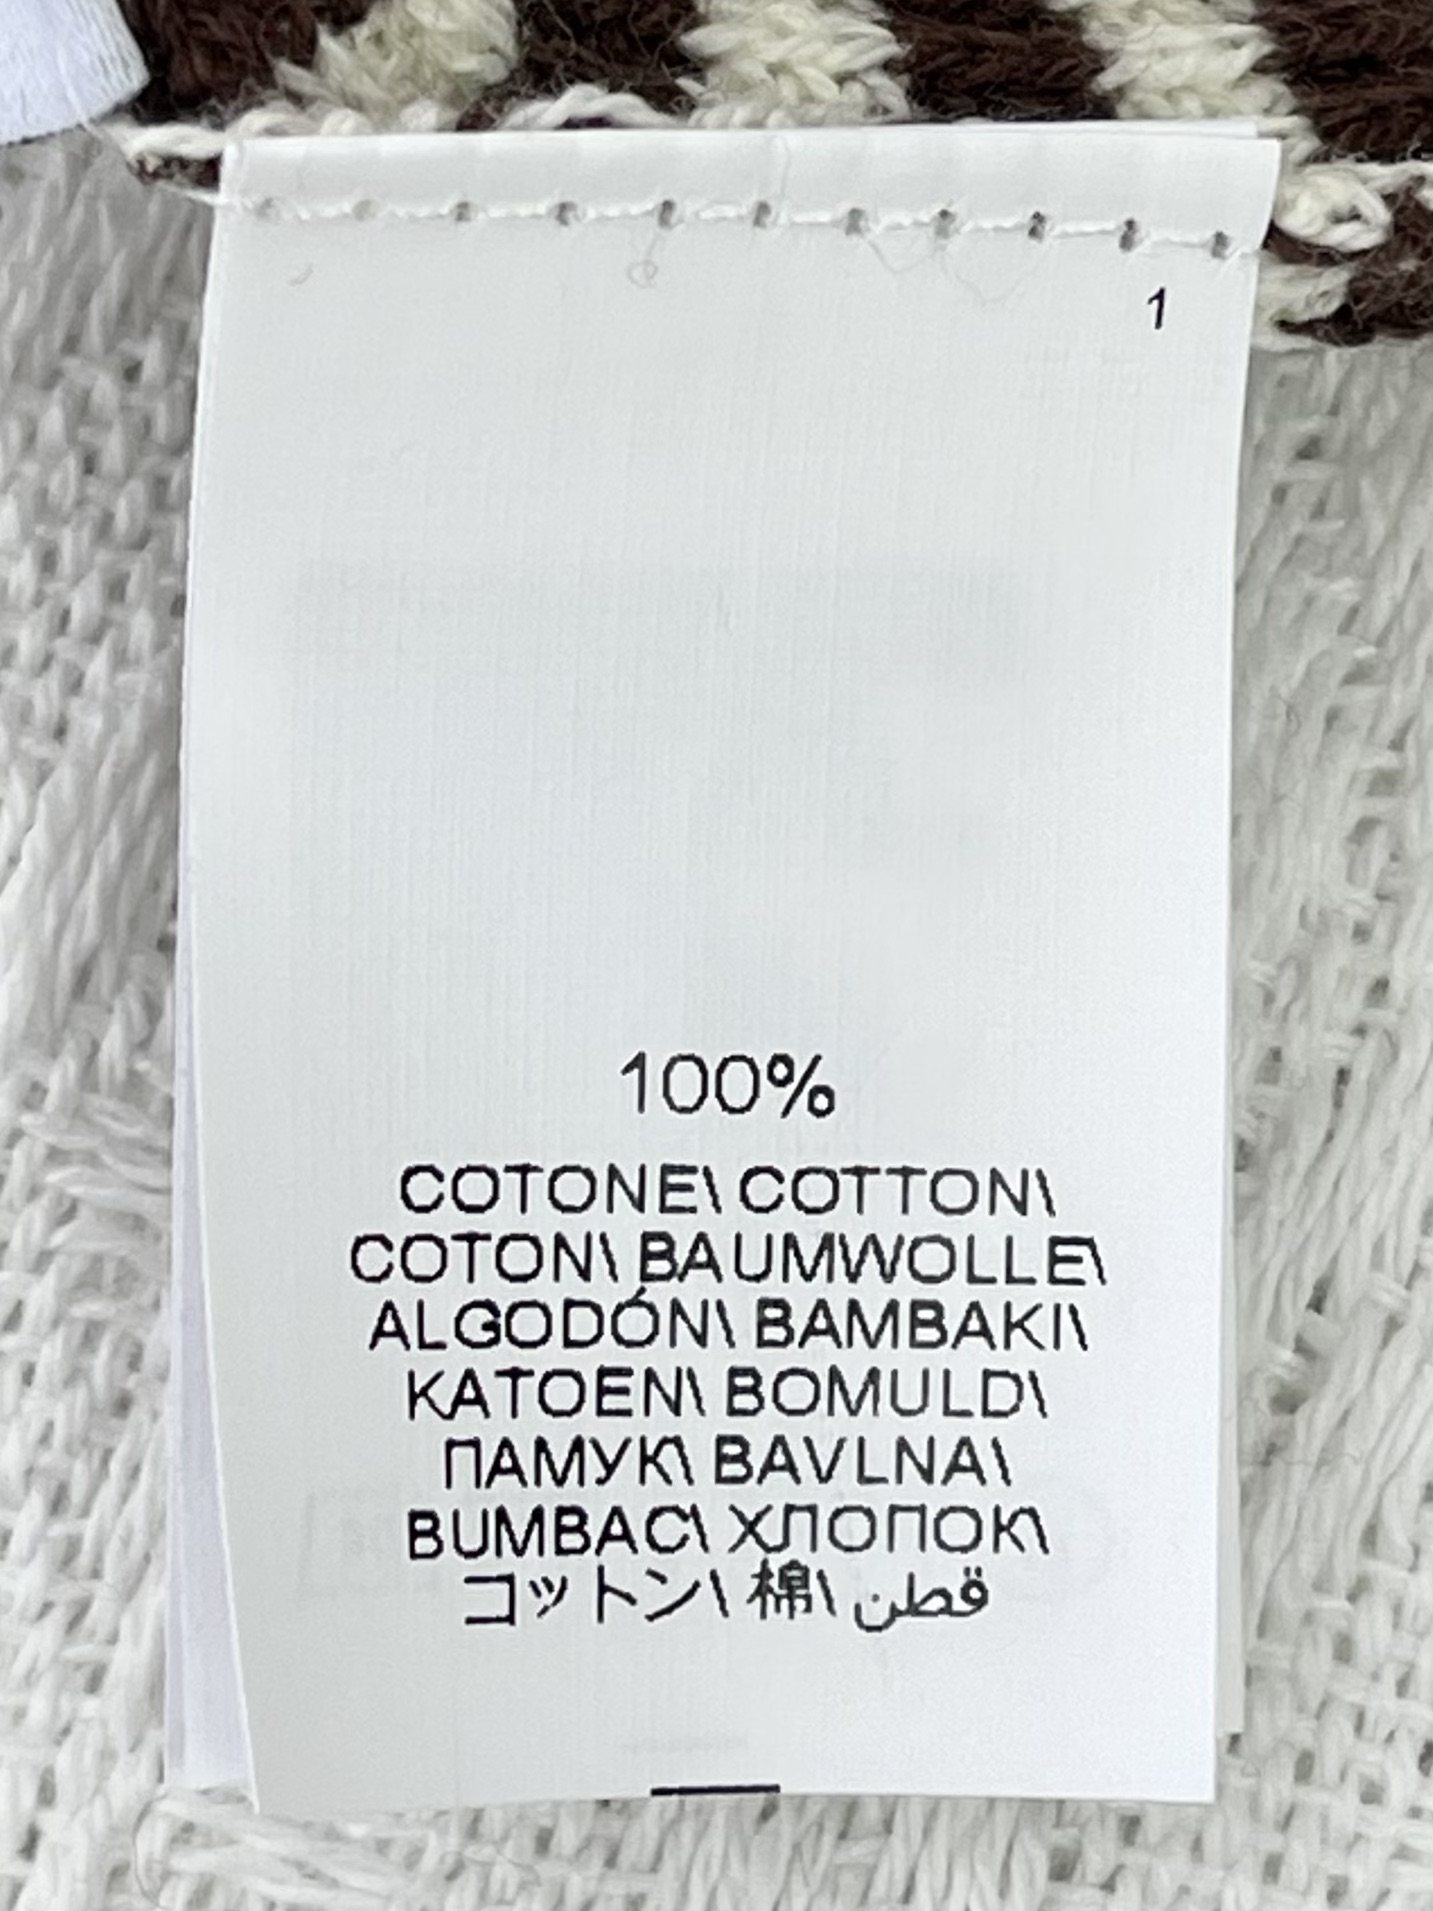 1
100%
COTONE\ COTTON\
COTON\ BAUMWOLLE\
ALGODÓN\ BAMBAKI\
KATOEN\ BOMULD\
ПАМУК\ BAVLNA\
BUMBAC\ ХЛОПОК\
コットン\ 棉\ قطن